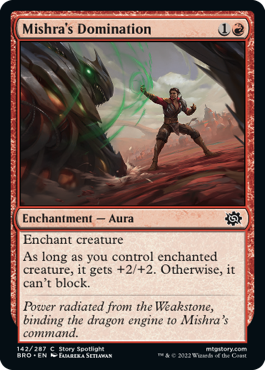 Mishra's Domination 1
Enchantment — Aura
Enchant creature
As long as you control enchanted
creature, it gets +2/+2. Otherwise, it
can't block.
Power radiated from the Weakstone,
binding the dragon engine to Mishra's
command.
142/287 C Story Spotlight mtgstory.com
BRO • EN Fajareka Setiawan ™ & © 2022 Wizards of the Coast